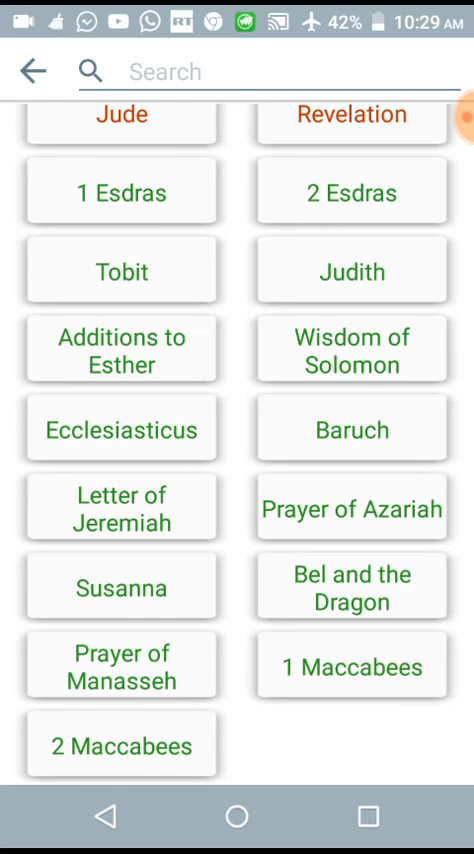 RT
42%
10:29 AM
Search
Jude
Revelation
1 Esdras
2 Esdras
Tobit
Judith
Additions to
Esther
Wisdom of
Solomon
Ecclesiasticus
Baruch
Letter of
Jeremiah
Prayer of Azariah
Susanna
Bel and the
Dragon
Prayer of
Manasseh
1 Maccabees
2 Maccabees